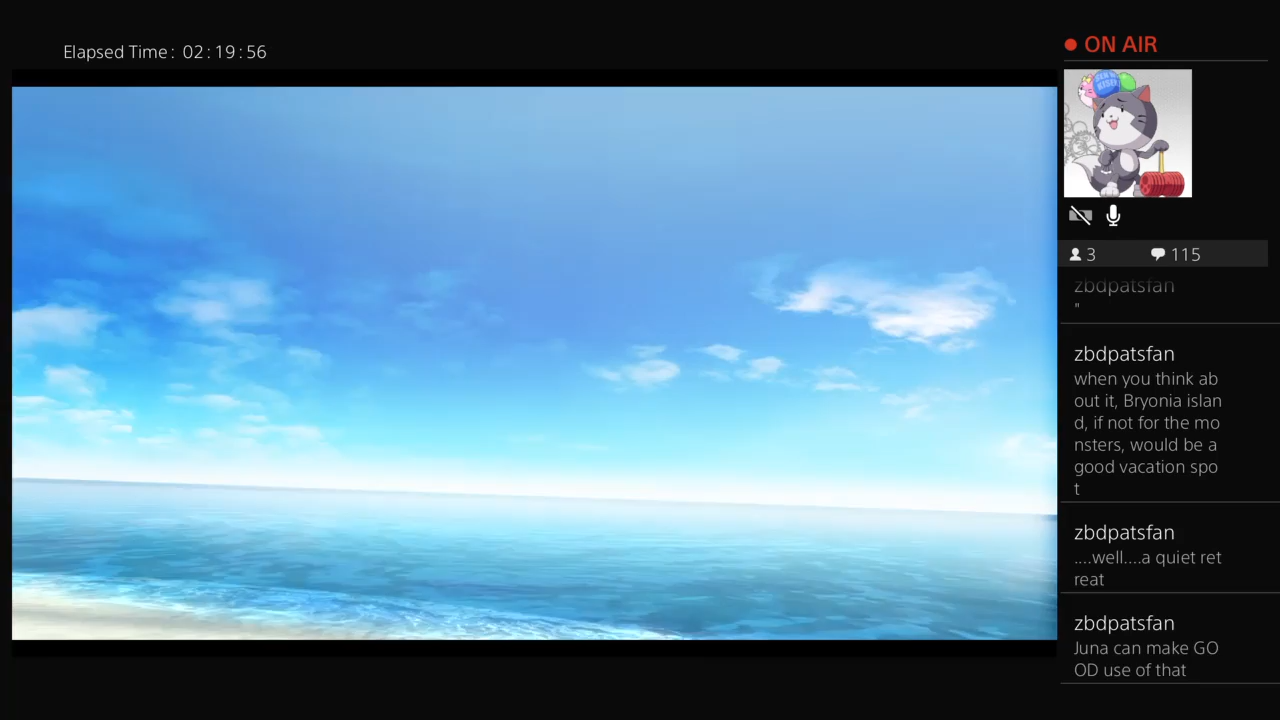 Elapsed Time: 02:19:56
ON AIR
3
115
zbdpatsfan
"
zbdpatsfan
when you think ab
out it, Bryonia islan
d, if not for the mo
nsters, would be a
good vacation spo
t
zbdpatsfan
....well....a quiet ret
reat
zbdpatsfan
Juna can make GO
OD use of that